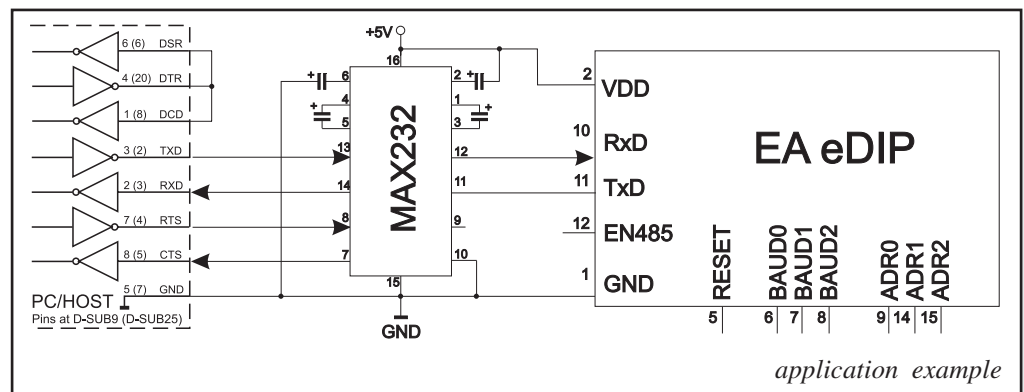 6 (6) DSR
4 (20) DTR
1 (8) DCD
3 (2) TXD
2 (3) RXD
7 (4) RTS
8 (5) CTS
5 (7) GND
PC/HOST
Pins at D-SUB9 (D-SUB25)
+5V
16
+
6
4
5
+
13
14
8
7
MAX232
2
+
1
3
+
12
11
9
10
15
GND
2 VDD
10 RxD
11 TxD
12 EN485
1 GND
EA eDIP
RESET
BAUD0
BAUD1
BAUD2
ADR0
ADR1
ADR2
5
6
7
8
9
14
15
application example